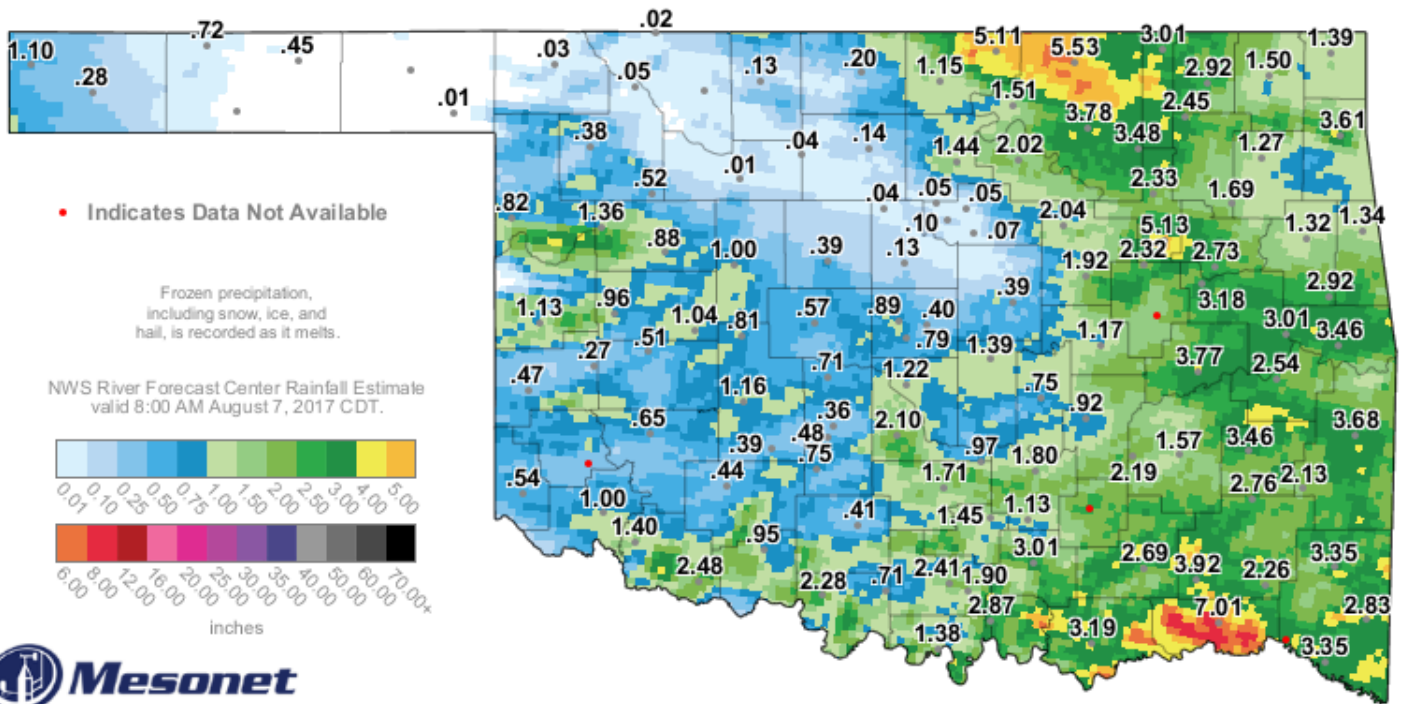 .02
1.10 .72 .45 .03 5.11 5.53 3.01 1.39
.28 .05 .13 .20 1.15 2.92 1.50
.01 1.51 2.45
.38 .04 .14 3.78 3.48 3.61
1.44 2.02 1.27
.01
.52 .04 .05 .05 2.33 1.69
.82 1.36 .10 .07 2.04 5.13 1.32 1.34
• Indicates Data Not Available
.88 1.00 .39 .13 1.92 2.32 2.73
Frozen precipitation,
including snow, ice, and
hail, is recorded as it melts.
1.13 .96 .39 3.18 2.92
1.04 .81 .57 .89 .40 3.01 3.46
.51 .79 1.39 1.17
.27 .71 3.77 2.54
NWS River Forecast Center Rainfall Estimate
valid 8:00 AM August 7, 2017 CDT.
.47 1.16 1.22 .75 .92
.65 .36 2.10 3.68
.39 .48 .97 1.57 3.46
.75 1.80
.54 .44 1.71 2.19 2.76 2.13
0.01 0.10 0.25 0.50 0.75 1.00 1.50 2.00 2.50 3.00 4.00 5.00
1.00 .41 1.45 1.13
1.40 .95 3.01 2.69 3.92 3.35
2.48 2.28 .71 2.41 1.90 2.26
6.00 8.00 12.00 16.00 20.00 25.00 30.00 35.00 40.00 50.00 60.00 70.00+
inches
2.87 7.01 2.83
1.38 3.19 3.35
Mesonet